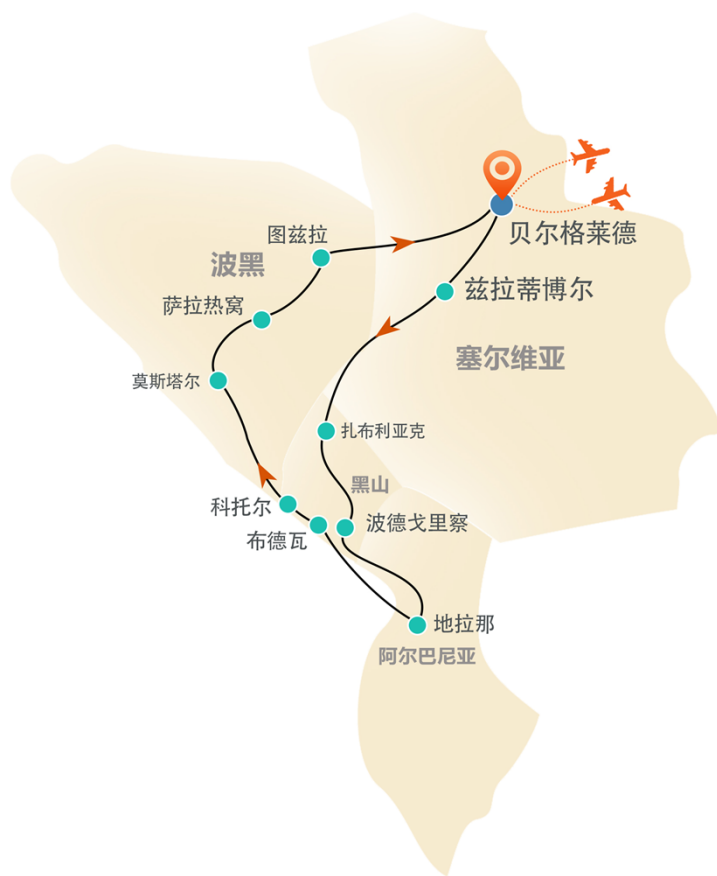 贝尔格莱德
图兹拉
波黑
兹拉蒂博尔
萨拉热窝
塞尔维亚
莫斯塔尔
扎布利亚克
黑山
科托尔
波德戈里察
布德瓦
地拉那
阿尔巴尼亚